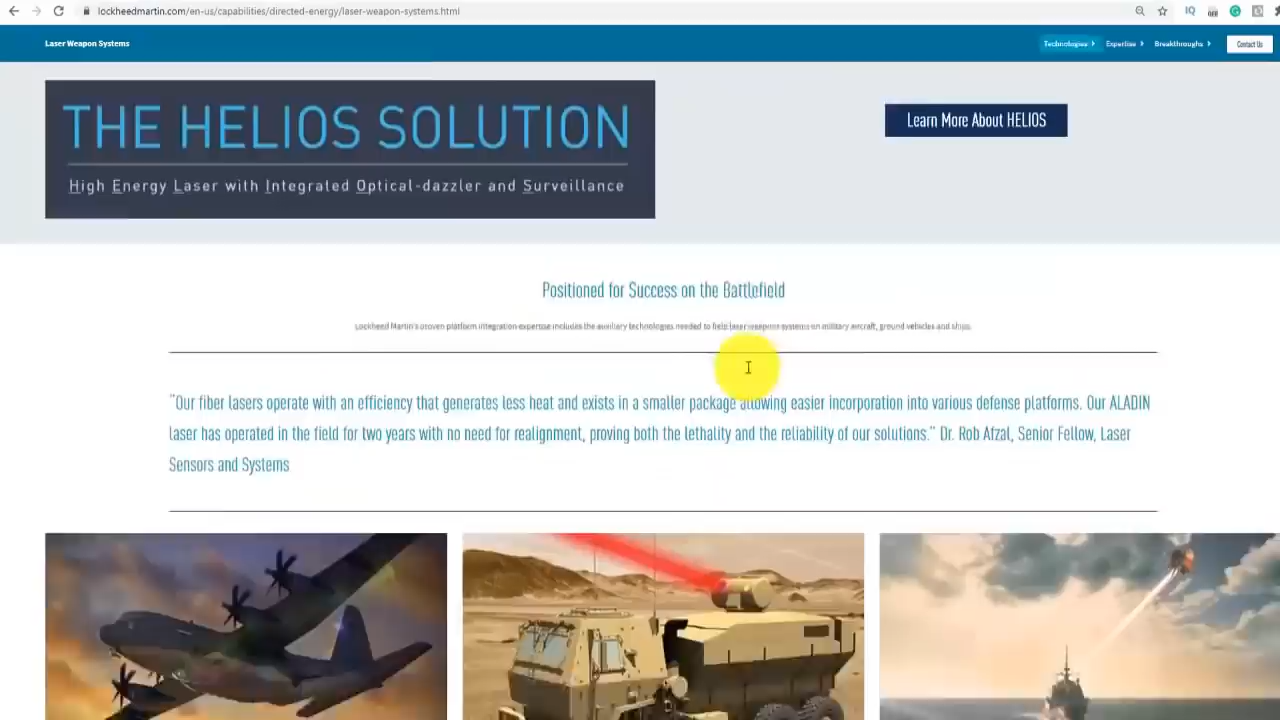 lockheedmartin.com/en-us/capabilities/directed-energy/laser-weapon-systems.html
Laser Weapon Systems
Technologies
Expertise
Breakthroughs
Contact Us
THE HELIOS SOLUTION
High Energy Laser with Integrated Optical-dazzler and Surveillance
Learn More About HELIOS
Positioned for Success on the Battlefield
Lockheed Martin's proven platform integration expertise includes the auxiliary technologies needed to field laser weapons systems on military aircraft, ground vehicles and ships.
"Our fiber lasers operate with an efficiency that generates less heat and exists in a smaller package allowing easier incorporation into various defense platforms. Our ALADIN
laser has operated in the field for two years with no need for realignment, proving both the lethality and the reliability of our solutions." Dr. Rob Afzal, Senior Fellow, Laser
Sensors and Systems